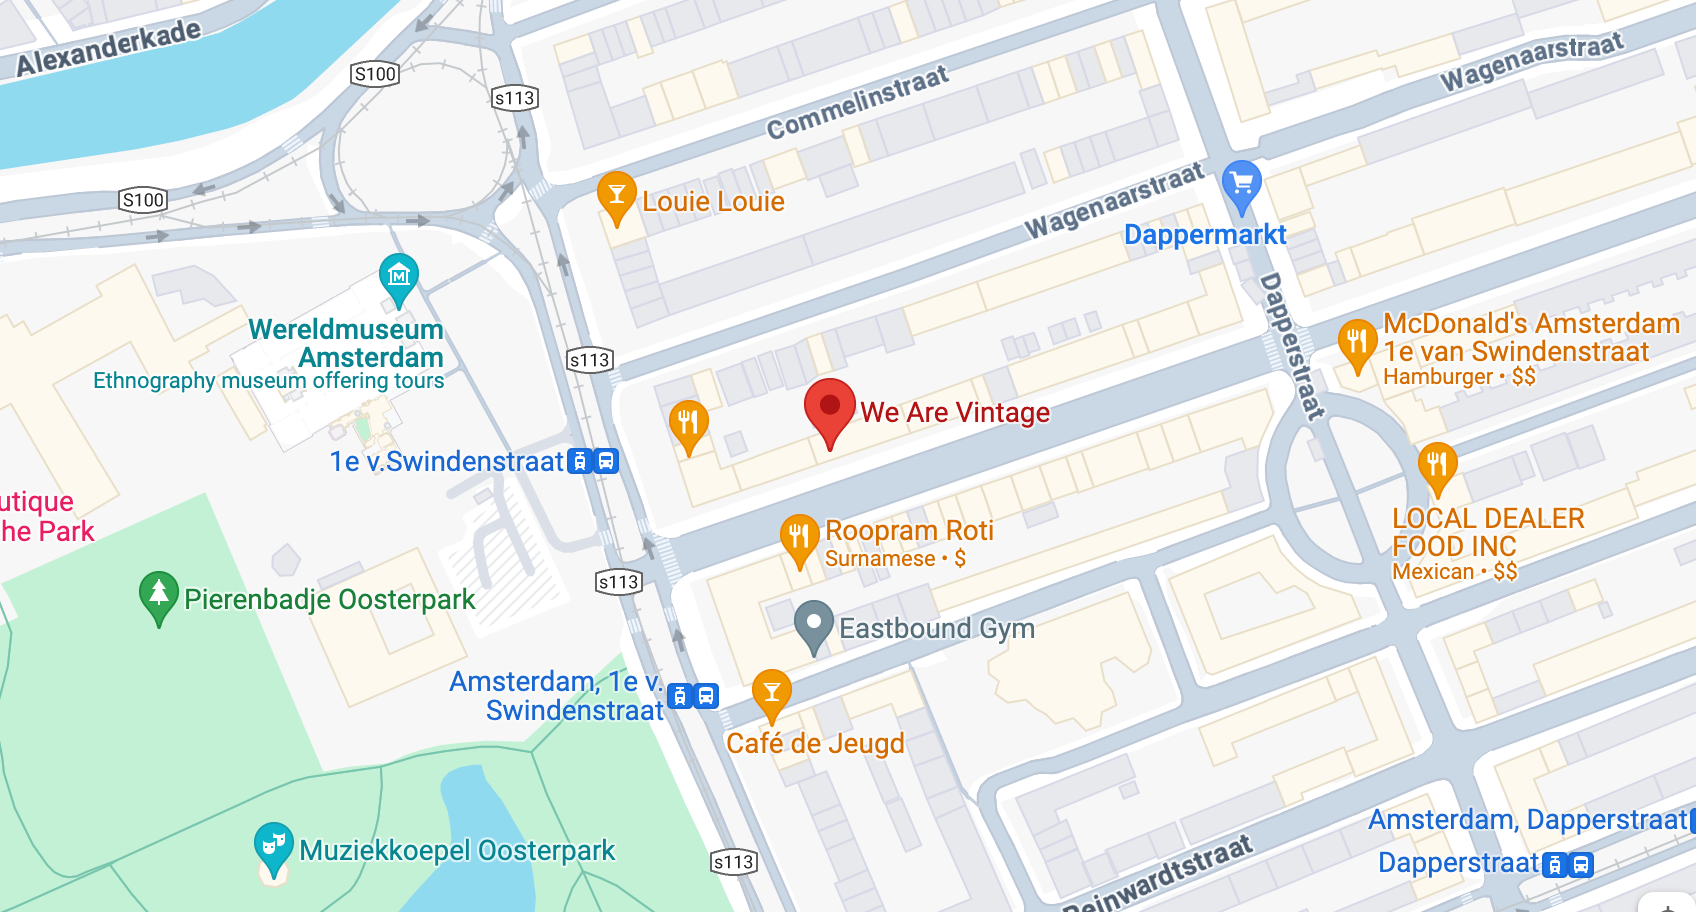 Alexanderkade
S100
s113
Commelinstraat
Wagenaarstraat
S100
Louie Louie
Wagenaarstraat
Dappermarkt
Wereldmuseum
Amsterdam
Ethnography museum offering tours
s113
Dapperstraat
McDonald's Amsterdam
1e van Swindenstraat
Hamburger • $$
We Are Vintage
1e v.Swindenstraat
utique
he Park
Roopram Roti
Surnamese • $
LOCAL DEALER
FOOD INC
Mexican • $$
s113
Pierenbadje Oosterpark
Eastbound Gym
Amsterdam, 1e v.
Swindenstraat
Café de Jeugd
Muziekkoepel Oosterpark
s113
Reinwardtstraat
Amsterdam, Dapperstraat
Dapperstraat